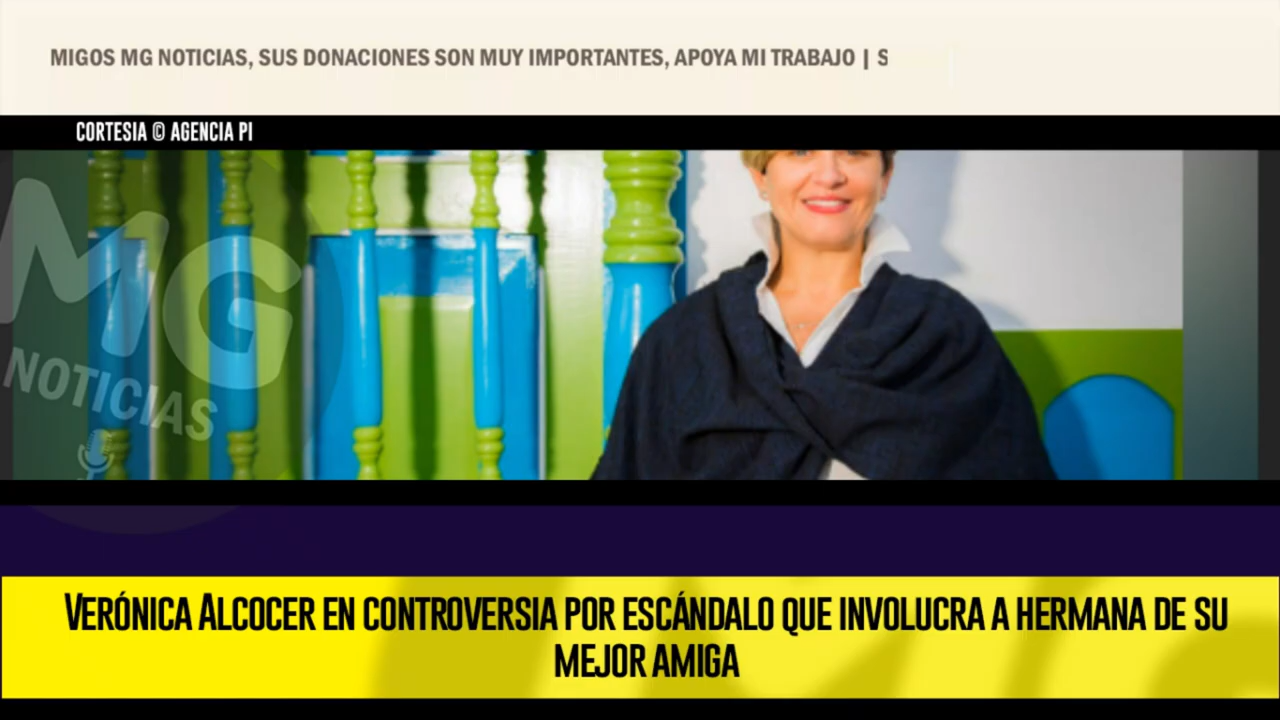 MIGOS MG NOTICIAS, SUS DONACIONES SON MUY IMPORTANTES, APOYA MI TRABAJO | S
CORTESIA © AGENCIA PI
MG
NOTICIAS
VERÓNICA ALCOCER EN CONTROVERSIA POR ESCÁNDALO QUE INVOLUCRA A HERMANA DE SU
MEJOR AMIGA